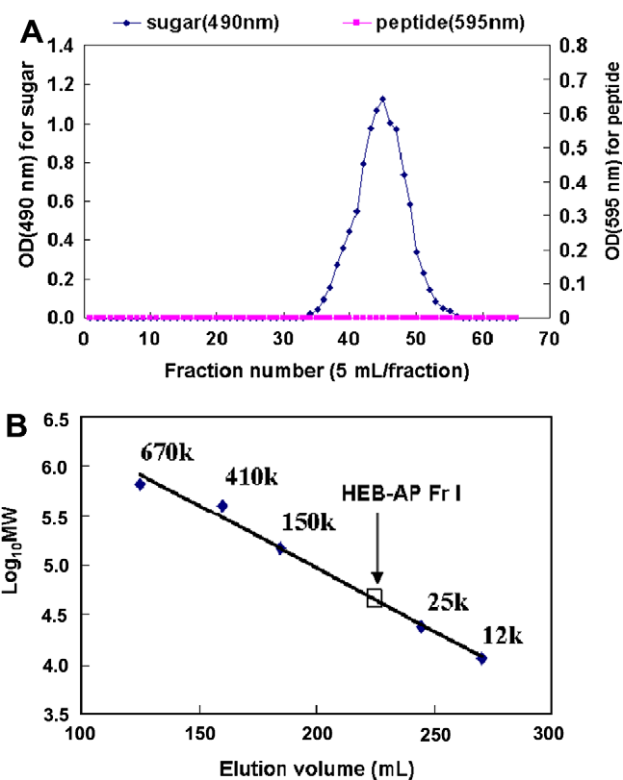 A
sugar(490nm) peptide(595nm)
OD(490 nm) for sugar
1.4
1.2
1.0
0.8
0.6
0.4
0.2
0.0
0.8
0.7
0.6
0.5
0.4
0.3
0.2
0.1
0
OD(595 nm) for peptide
0 10 20 30 40 50 60 70
Fraction number (5 mL/fraction)
B
Log10MW
6.5
6.0
5.5
5.0
4.5
4.0
3.5
670k
410k
150k
HEB-AP Fr I
25k
12k
100 150 200 250 300
Elution volume (mL)